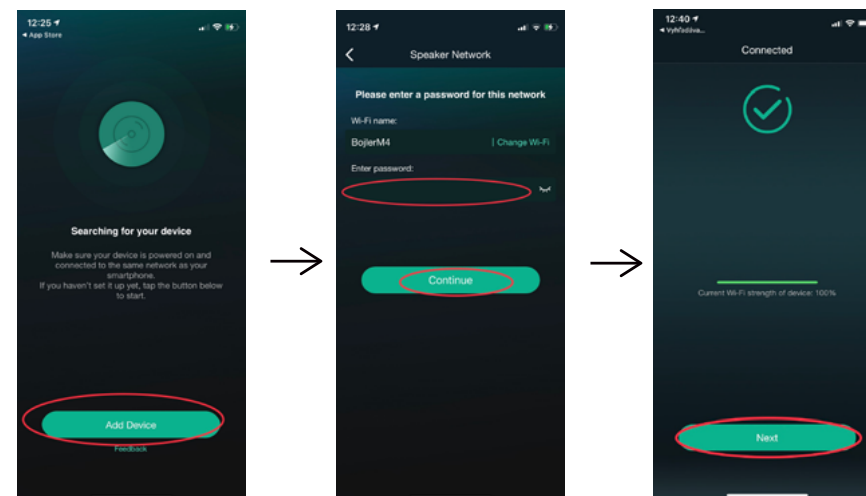 12:25
App Store
Searching for your device
Make sure your device is powered on and
connected to the same network as your
smartphone.
If you haven't set it up yet, tap the button below
to start.
Add Device
Feedback
12:28
Speaker Network
Please enter a password for this network
Wi-Fi name:
BojlerM4 | Change Wi-Fi
Enter password:
Continue
12:40
Vyhľadáva...
Connected
Current Wi-Fi strength of device: 100%
Next